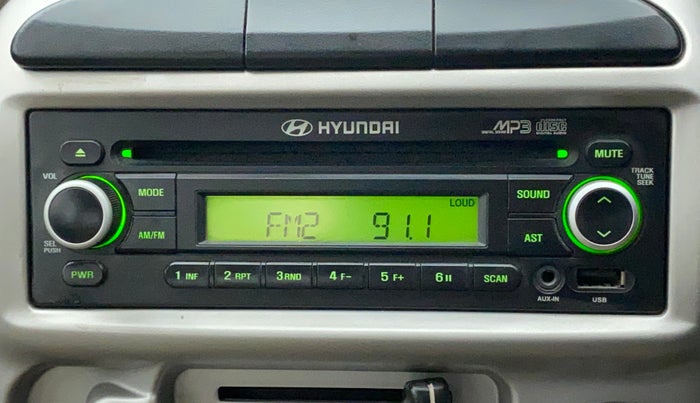 HYUNDAI
MP3
disc
MUTE
VOL
MODE
LOUD
FM2 91.1
SOUND
TRACK
TUNE
SEEK
AM/FM
AST
SEL
PUSH
PWR
1 INF
2 RPT
3 RND
4 F-
5 F+
6 II
SCAN
AUX-IN
USB